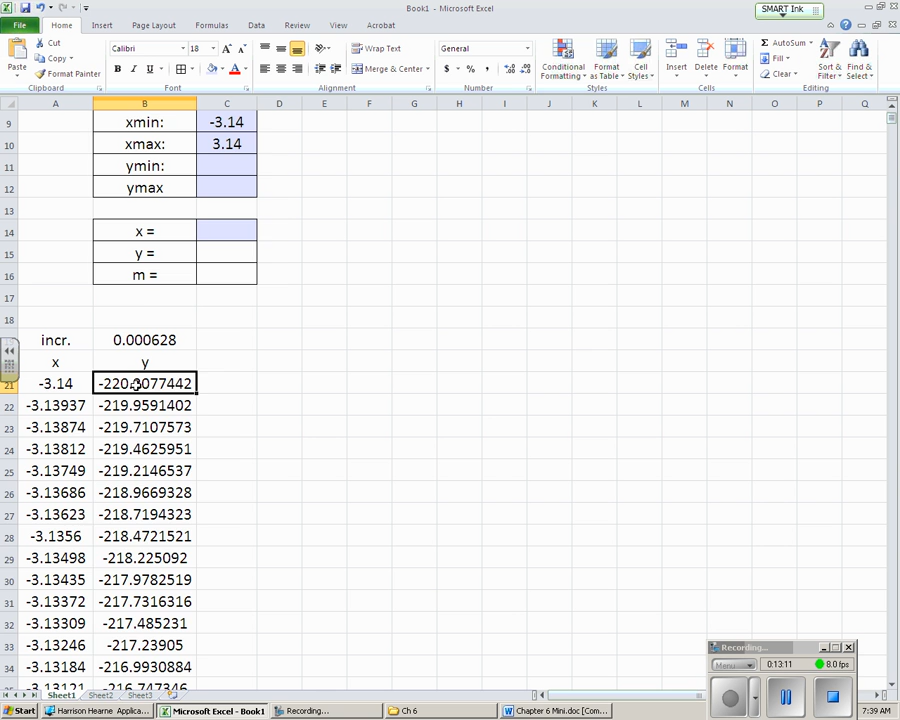 Book1 - Microsoft Excel
SMART Ink
File Home Insert Page Layout Formulas Data Review View Acrobat
Cut Calibri 18 Wrap Text General AutoSum
Copy Fill
Paste Format Painter B I U A Merge & Center $ % , Conditional Formatting Format as Table Cell Styles Insert Delete Format Clear Sort & Filter Find & Select
Clipboard Font Alignment Number Styles Cells Editing
A B C D E F G H I J K L M N O P Q
9 xmin: -3.14
10 xmax: 3.14
11 ymin:
12 ymax
13
14 x =
15 y =
16 m =
17
18
incr. 0.000628
x y
21 -3.14
22 -3.13937 -219.9591402
23 -3.13874 -219.7107573
24 -3.13812 -219.4625951
25 -3.13749 -219.2146537
26 -3.13686 -218.9669328
27 -3.13623 -218.7194323
28 -3.1356 -218.4721521
29 -3.13498 -218.225092
30 -3.13435 -217.9782519
31 -3.13372 -217.7316316
32 -3.13309 -217.485231
33 -3.13246 -217.23905
34 -3.13184 -216.9930884
-3.13121 -216.747346
Recording...
Menu 0:13:11 8.0 fps
Sheet1 Sheet2 Sheet3
Start Harrison Hearne Applica... Microsoft Excel - Book1 Recording... Ch 6 Chapter 6 Mini.doc [Com... 7:39 AM